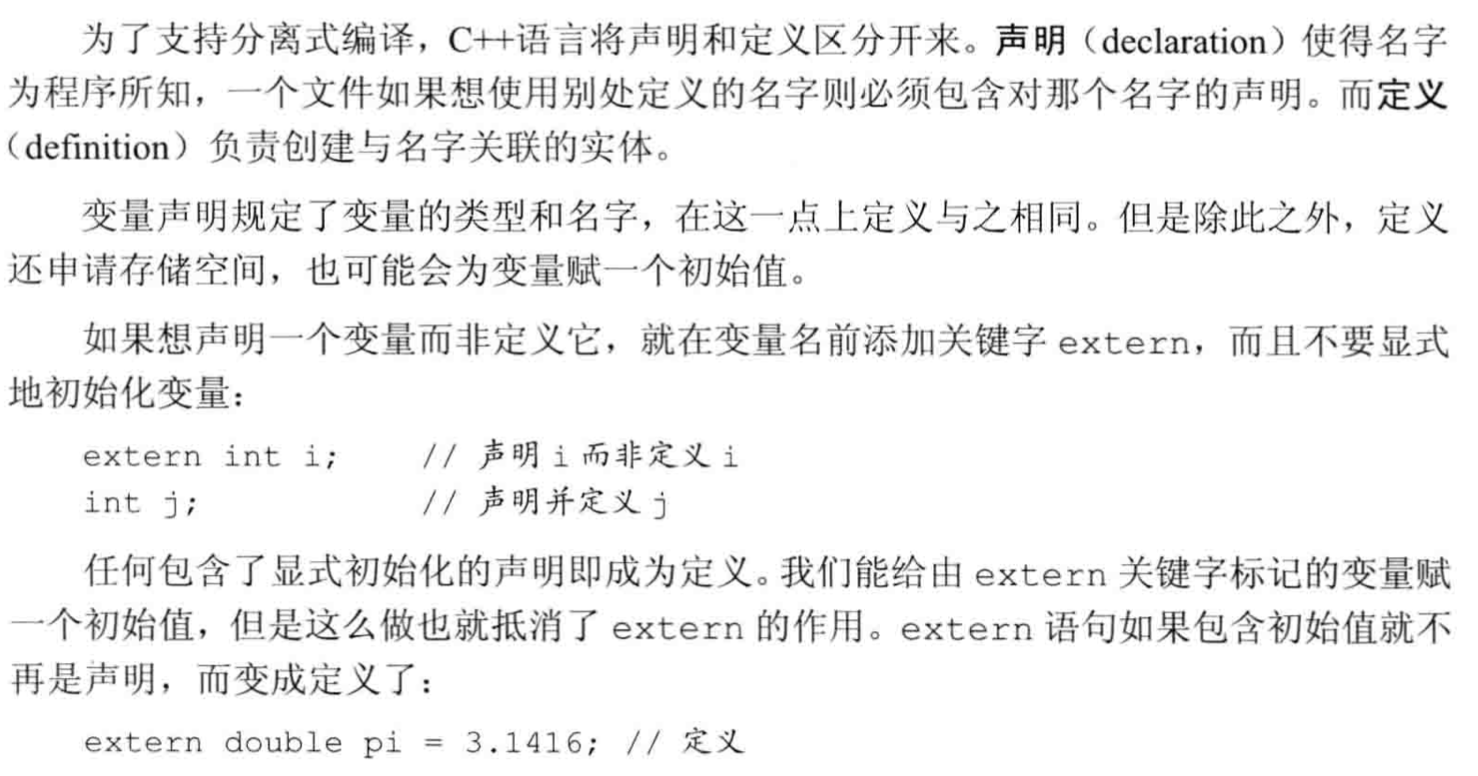 为了支持分离式编译，C++语言将声明和定义区分开来。声明（declaration）使得名字
为程序所知，一个文件如果想使用别处定义的名字则必须包含对那个名字的声明。而定义
（definition）负责创建与名字关联的实体。
变量声明规定了变量的类型和名字，在这一点上定义与之相同。但是除此之外，定义
还申请存储空间，也可能会为变量赋一个初始值。
如果想声明一个变量而非定义它，就在变量名前添加关键字 extern，而且不要显式
地初始化变量：
extern int i;    // 声明 i 而非定义 i
int j;           // 声明并定义 j
任何包含了显式初始化的声明即成为定义。我们能给由 extern 关键字标记的变量赋
一个初始值，但是这么做也就抵消了 extern 的作用。extern 语句如果包含初始值就不
再是声明，而变成定义了：
extern double pi = 3.1416; // 定义